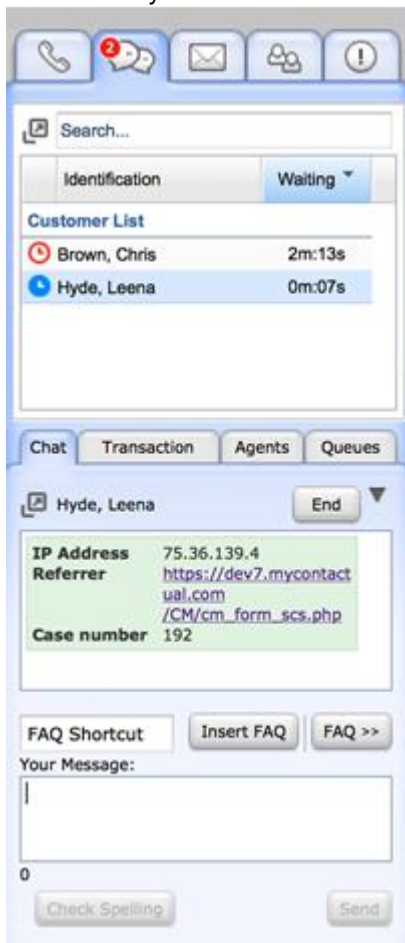 2
Search...
Identification Waiting
Customer List
Brown, Chris 2m:13s
Hyde, Leena 0m:07s
Chat Transaction Agents Queues
Hyde, Leena End
IP Address 75.36.139.4
Referrer https://dev7.mycontact
ual.com
/CM/cm_form_scs.php
Case number 192
FAQ Shortcut Insert FAQ FAQ >>
Your Message:
0
Check Spelling Send